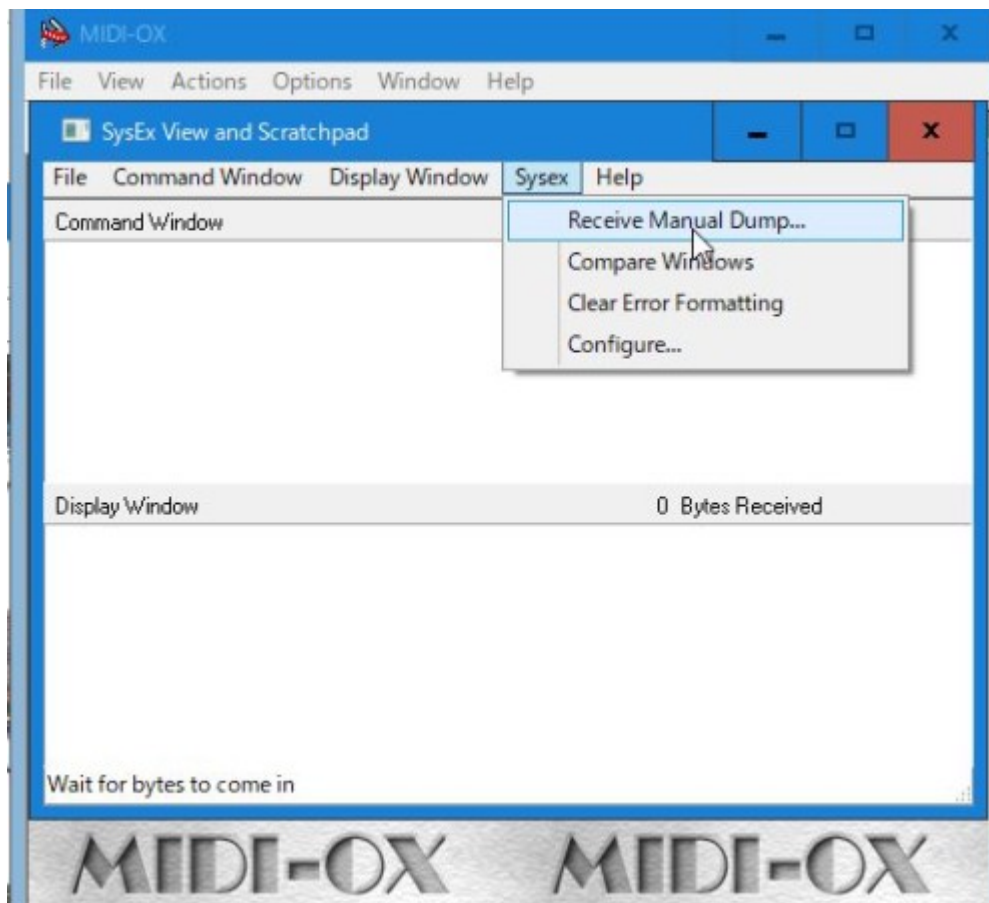 MIDI-OX
File View Actions Options Window Help
SysEx View and Scratchpad
File Command Window Display Window Sysex Help
Command Window
Receive Manual Dump...
Compare Windows
Clear Error Formatting
Configure...
Display Window 0 Bytes Received
Wait for bytes to come in
MIDI-OX MIDI-OX